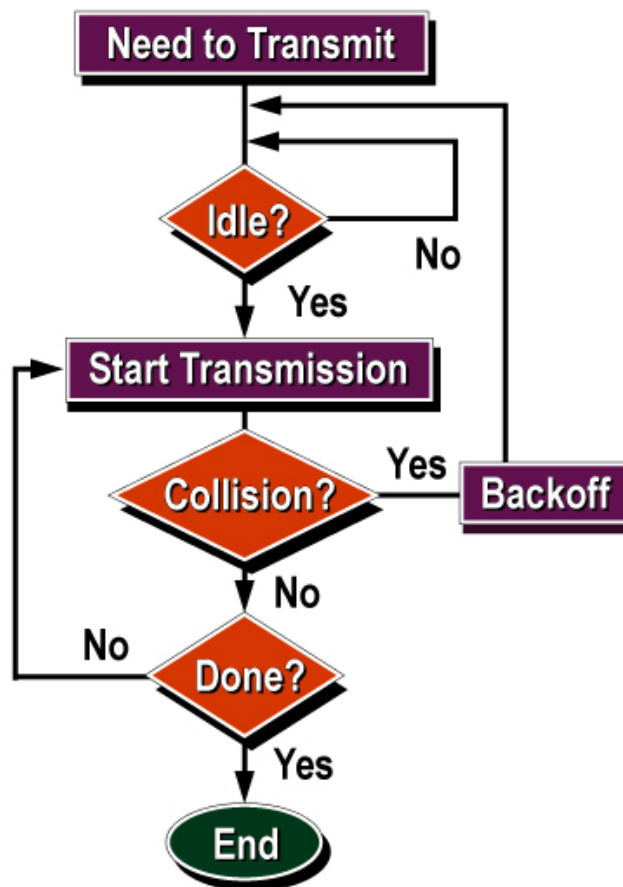 Need to Transmit
Idle?
No
Yes
Start Transmission
Collision?
Yes
Backoff
No
Done?
No
Yes
End